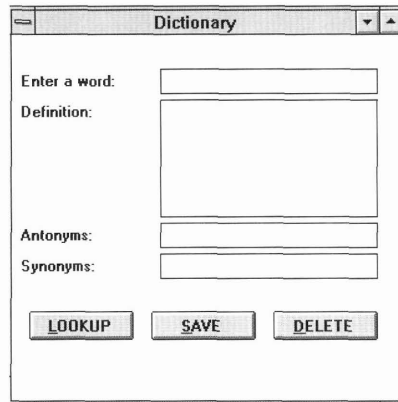 Dictionary
Enter a word:
Definition:
Antonyms:
Synonyms:
LOOKUP SAVE DELETE